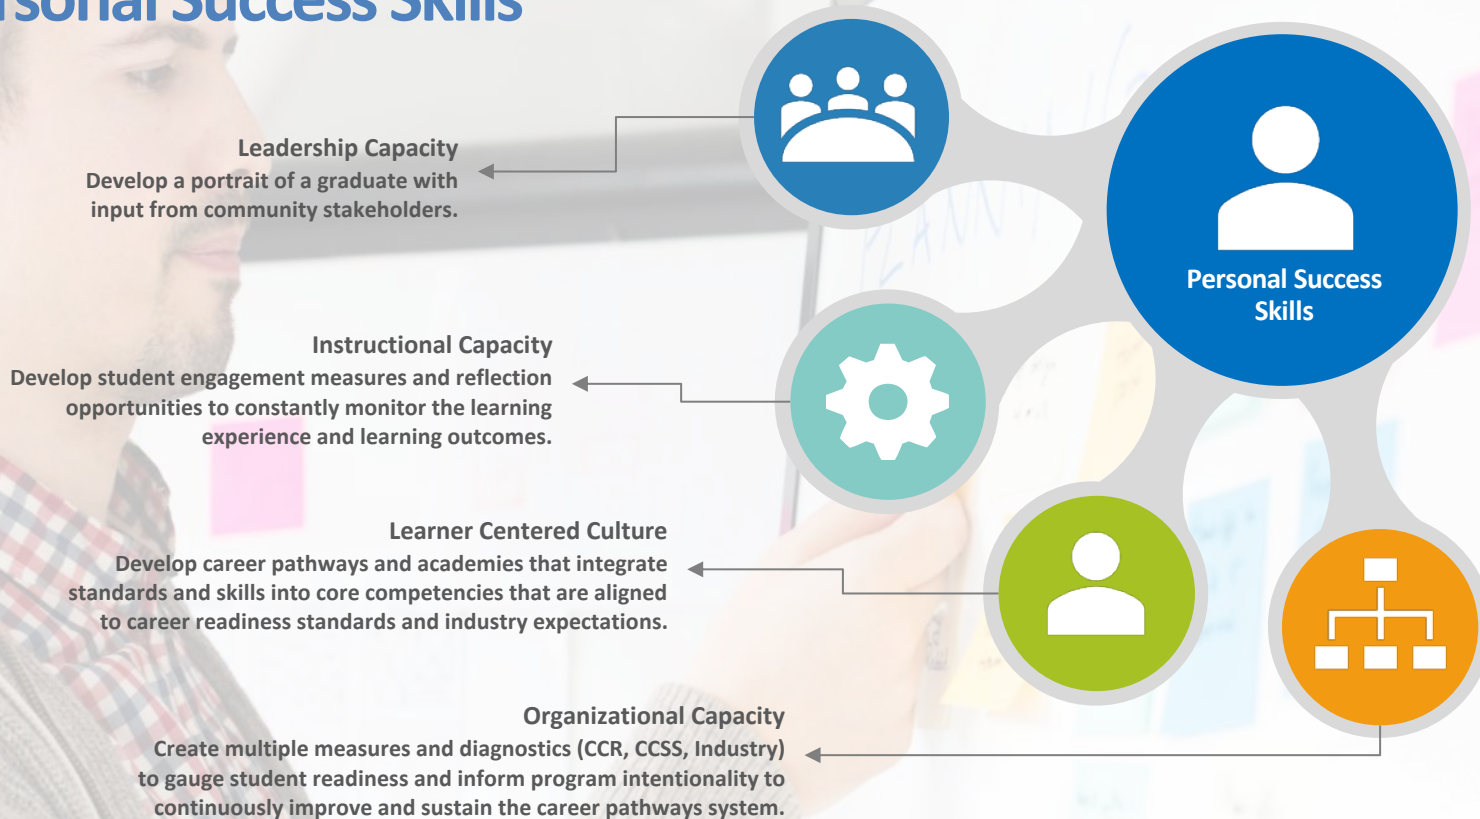 rsonal Success Skills
Leadership Capacity
Develop a portrait of a graduate with
input from community stakeholders.
Personal Success
Skills
Instructional Capacity
Develop student engagement measures and reflection
opportunities to constantly monitor the learning
experience and learning outcomes.
Learner Centered Culture
Develop career pathways and academies that integrate
standards and skills into core competencies that are aligned
to career readiness standards and industry expectations.
Organizational Capacity
Create multiple measures and diagnostics (CCR, CCSS, Industry)
to gauge student readiness and inform program intentionality to
continuously improve and sustain the career pathways system.